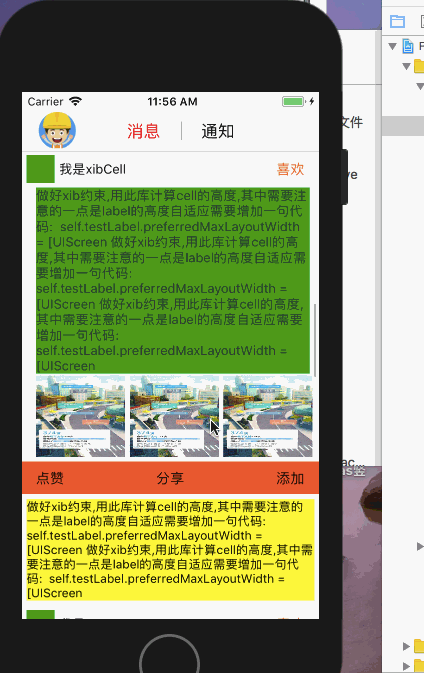 Carrier 11:56 AM
消息 通知
我是xibCell 喜欢
做好xib约束,用此库计算cell的高度,其中需要注
意的一点是label的高度自适应需要增加一句代
码: self.testLabel.preferredMaxLayoutWidth
= [UIScreen 做好xib约束,用此库计算cell的高
度,其中需要注意的一点是label的高度自适应需
要增加一句代码:
self.testLabel.preferredMaxLayoutWidth =
[UIScreen 做好xib约束,用此库计算cell的高度,
其中需要注意的一点是label的高度自适应需要
增加一句代码:
self.testLabel.preferredMaxLayoutWidth =
[UIScreen
点赞 分享 添加
做好xib约束,用此库计算cell的高度,其中需要注意的
一点是label的高度自适应需要增加一句代码:
self.testLabel.preferredMaxLayoutWidth =
[UIScreen 做好xib约束,用此库计算cell的高度,其中需
要注意的一点是label的高度自适应需要增加一句代
码: self.testLabel.preferredMaxLayoutWidth =
[UIScreen
文件